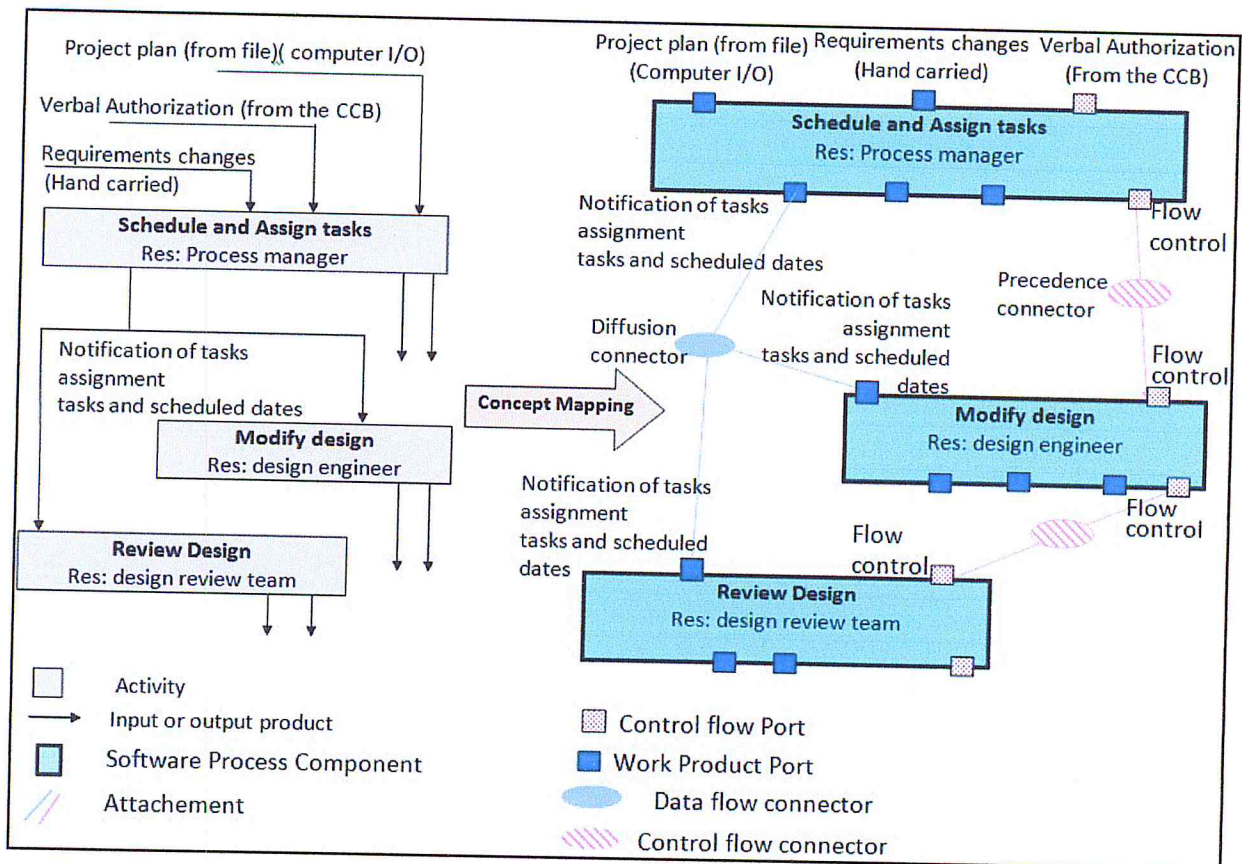 Project plan (from file)( computer I/O)
Verbal Authorization (from the CCB)
Requirements changes
(Hand carried)
Schedule and Assign tasks
Res: Process manager
Notification of tasks
assignment
tasks and scheduled dates
Modify design
Res: design engineer
Review Design
Res: design review team
Concept Mapping
Project plan (from file)
(Computer I/O)
Requirements changes
(Hand carried)
Verbal Authorization
(From the CCB)
Schedule and Assign tasks
Res: Process manager
Notification of tasks
assignment
tasks and scheduled dates
Flow
control
Precedence
connector
Diffusion
connector
Notification of tasks
assignment
tasks and scheduled
dates
Flow
control
Modify design
Res: design engineer
Flow
control
Notification of tasks
assignment
tasks and scheduled
dates
Flow
control
Review Design
Res: design review team
Activity
Input or output product
Software Process Component
Attachement
Control flow Port
Work Product Port
Data flow connector
Control flow connector